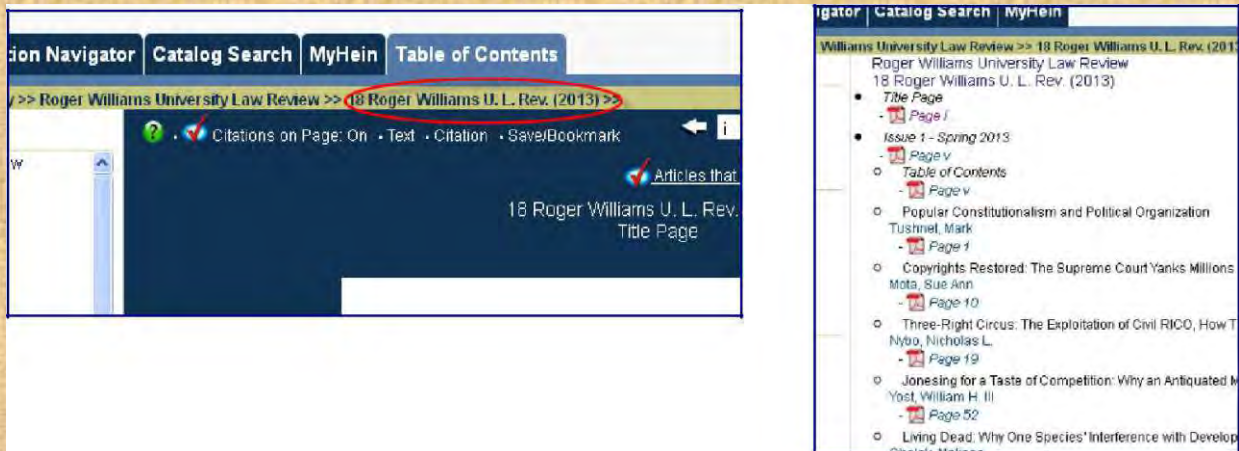 ion Navigator Catalog Search MyHein Table of Contents
>> Roger Williams University Law Review >> 18 Roger Williams U. L. Rev. (2013) >>
Citations on Page: On • Text • Citation • Save/Bookmark
i
w
Articles that
18 Roger Williams U. L. Rev.
Title Page
igator Catalog Search MyHein
Williams University Law Review >> 18 Roger Williams U. L. Rev. (2013
Roger Williams University Law Review
18 Roger Williams U. L. Rev. (2013)
• Title Page
- Page i
• Issue 1 - Spring 2013
- Page v
o Table of Contents
- Page v
o Popular Constitutionalism and Political Organization
Tushnet, Mark
- Page 1
o Copyrights Restored: The Supreme Court Yanks Millions
Mota, Sue Ann
- Page 10
o Three-Right Circus: The Exploitation of Civil RICO, How T
Nybo, Nicholas L.
- Page 19
o Jonesing for a Taste of Competition: Why an Antiquated M
Yost, William H. III
- Page 52
o Living Dead: Why One Species' Interference with Develop